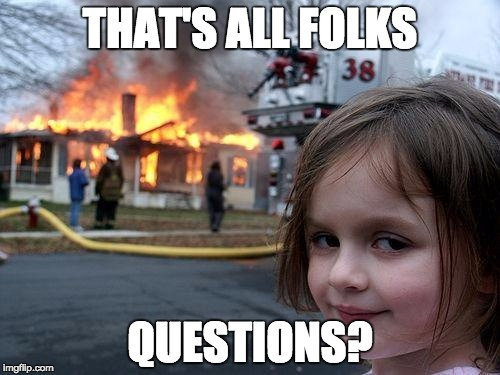 THAT'S ALL FOLKS
38
QUESTIONS?
imgflip.com